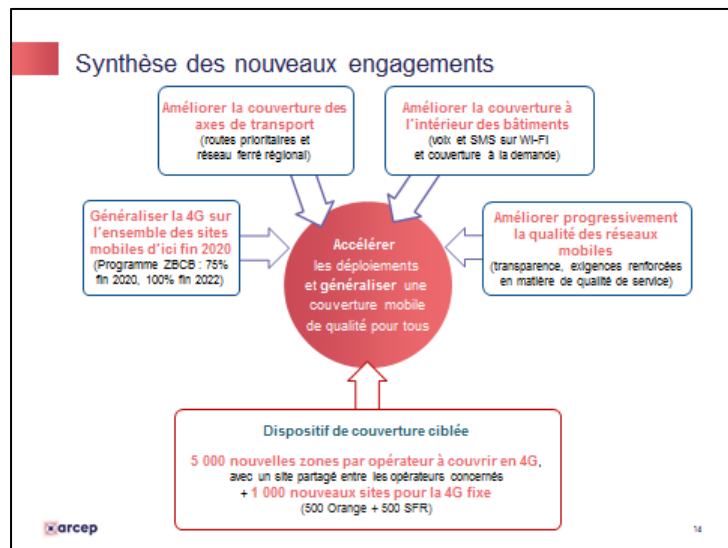 Synthèse des nouveaux engagements
Améliorer la couverture des
axes de transport
(routes prioritaires et
réseau ferré régional)
Améliorer la couverture à
l'intérieur des bâtiments
(voix et SMS sur WI-FI
et couverture à la demande)
Généraliser la 4G sur
l'ensemble des sites
mobiles d'ici fin 2020
(Programme ZBCB : 75%
fin 2020, 100% fin 2022)
Accélérer
les déploiements
et généraliser une
couverture mobile
de qualité pour tous
Améliorer progressivement
la qualité des réseaux
mobiles
(transparence, exigences renforcées
en matière de qualité de service)
Dispositif de couverture ciblée
5 000 nouvelles zones par opérateur à couvrir en 4G,
avec un site partagé entre les opérateurs concernés
+ 1 000 nouveaux sites pour la 4G fixe
(500 Orange + 500 SFR)
arcep
14